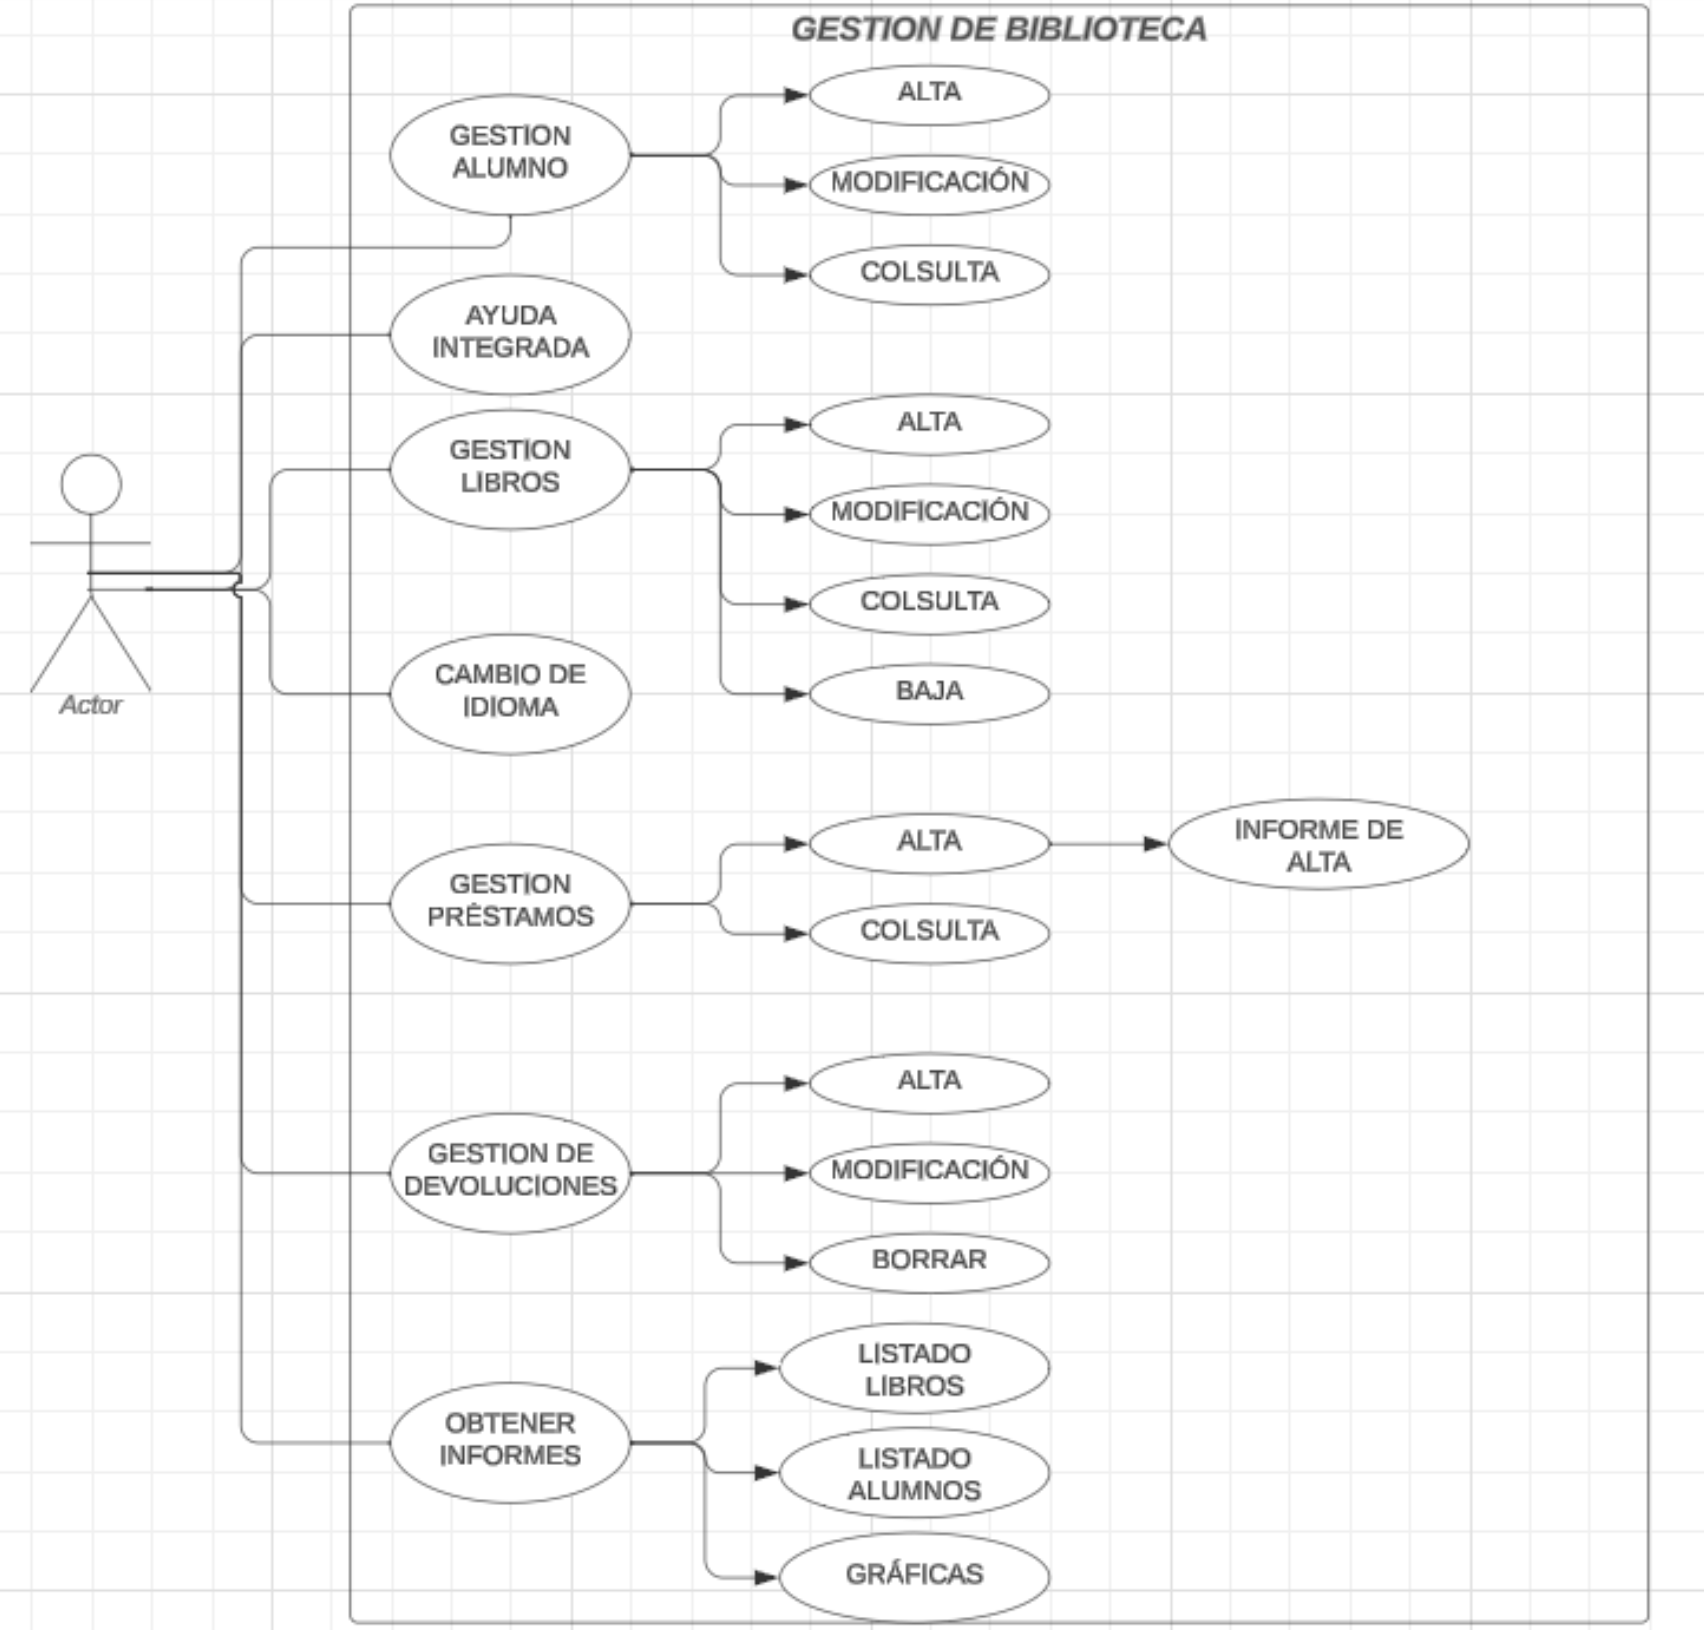 GESTION DE BIBLIOTECA
GESTION
ALUMNO
ALTA
MODIFICACIÓN
COLSULTA
AYUDA
INTEGRADA
GESTION
LIBROS
ALTA
MODIFICACIÓN
COLSULTA
BAJA
Actor
CAMBIO DE
IDIOMA
GESTION
PRÉSTAMOS
ALTA
COLSULTA
INFORME DE
ALTA
GESTION DE
DEVOLUCIONES
ALTA
MODIFICACIÓN
BORRAR
OBTENER
INFORMES
LISTADO
LIBROS
LISTADO
ALUMNOS
GRÁFICAS